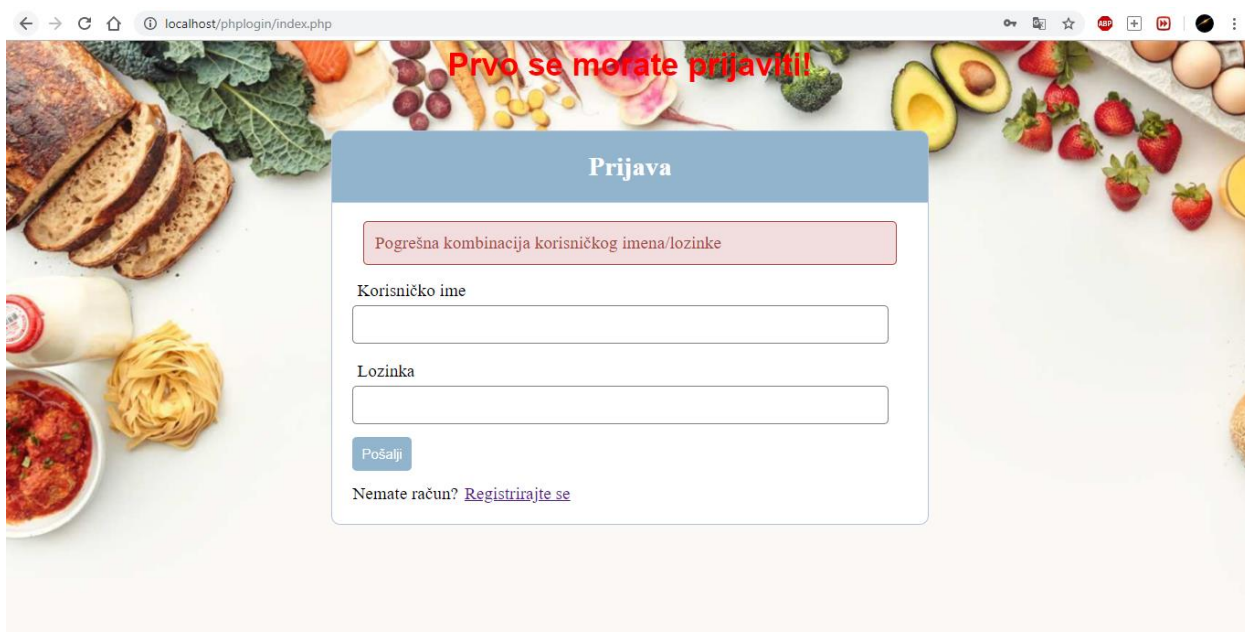 localhost/phplogin/index.php
ABP
Prvo se morate prijaviti!
Prijava
Pogrešna kombinacija korisničkog imena/lozinke
Korisničko ime
Lozinka
Pošalji
Nemate račun? Registrirajte se